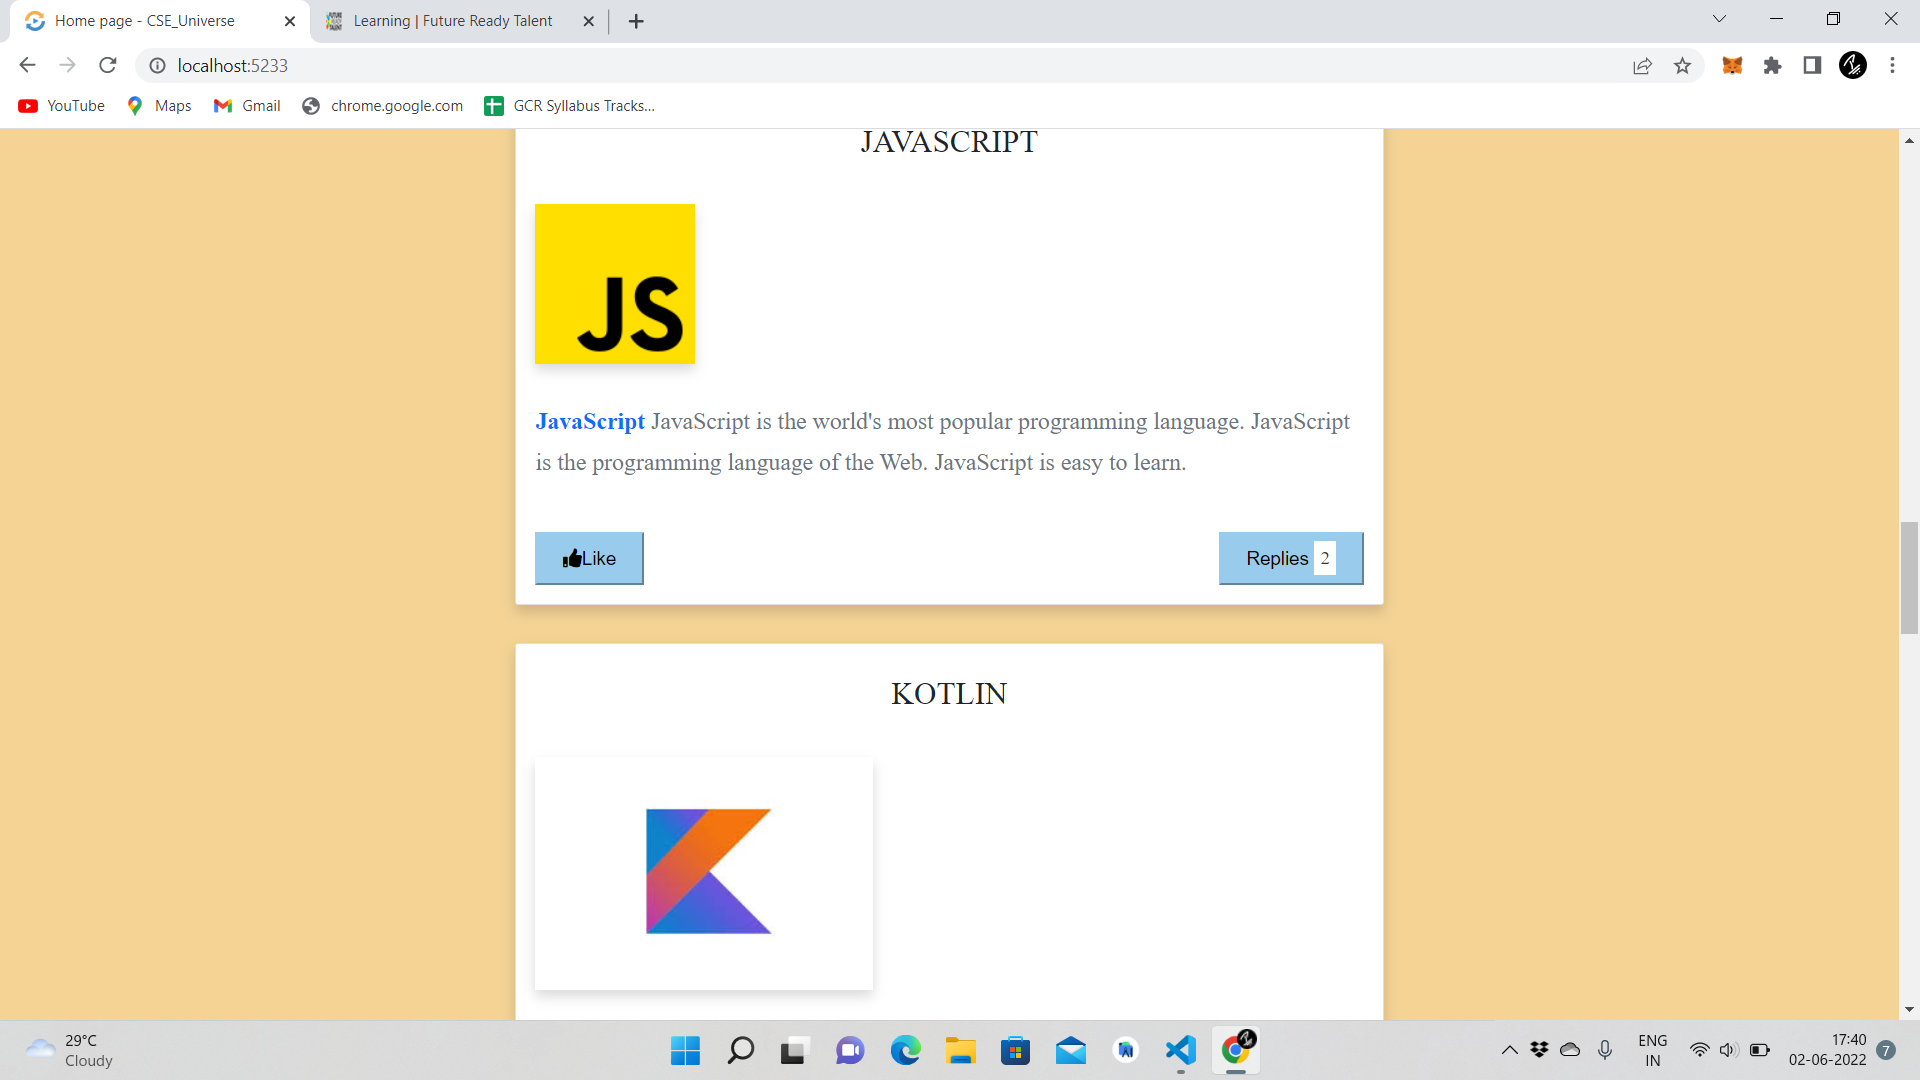 Home page - CSE_Universe
Learning | Future Ready Talent
localhost:5233
YouTube
Maps
Gmail
chrome.google.com
GCR Syllabus Tracks...
JAVASCRIPT
JS
JavaScript JavaScript is the world's most popular programming language. JavaScript
is the programming language of the Web. JavaScript is easy to learn.
Like
Replies 2
KOTLIN
29°C
Cloudy
ENG
IN
17:40
02-06-2022
7